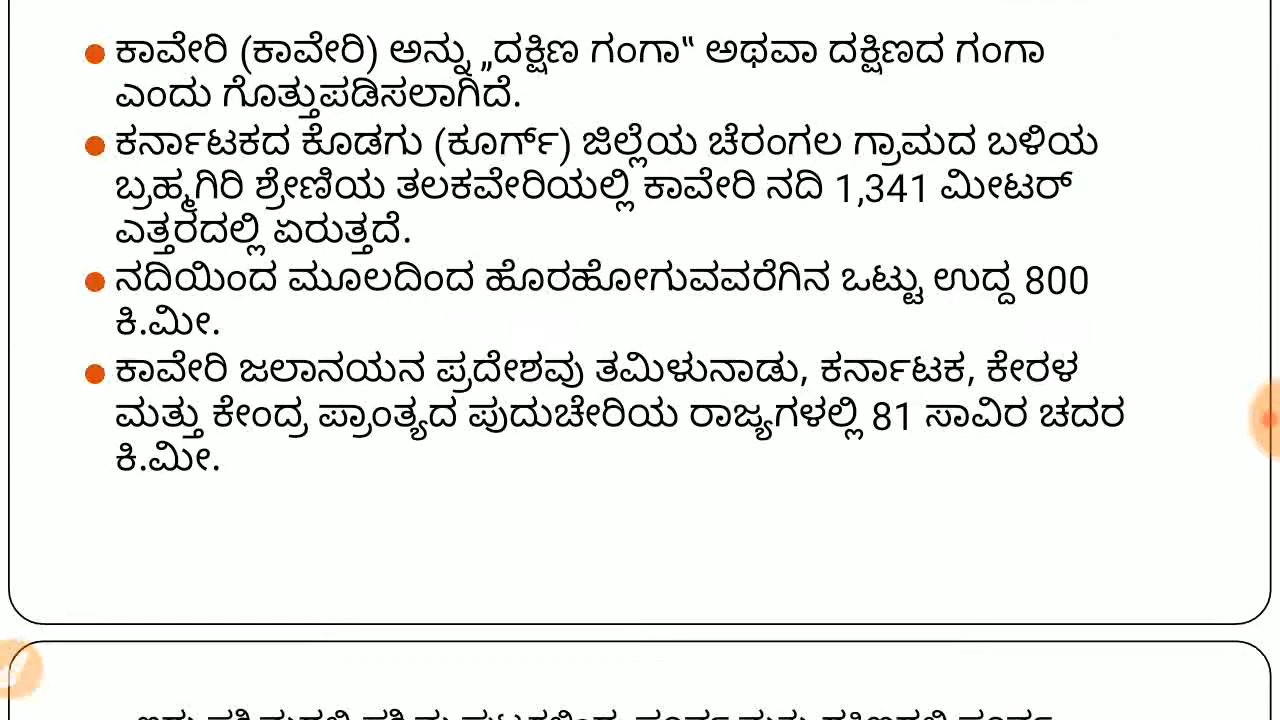 ಕಾವೇರಿ (ಕಾವೇರಿ) ಅನ್ನು „ದಕ್ಷಿಣ ಗಂಗಾ‟ ಅಥವಾ ದಕ್ಷಿಣದ ಗಂಗಾ
ಎಂದು ಗೊತ್ತುಪಡಿಸಲಾಗಿದೆ.
ಕರ್ನಾಟಕದ ಕೊಡಗು (ಕೂರ್ಗ್) ಜಿಲ್ಲೆಯ ಚೆರಂಗಲ ಗ್ರಾಮದ ಬಳಿಯ
ಬ್ರಹ್ಮಗಿರಿ ಶ್ರೇಣಿಯ ತಲಕವೇರಿಯಲ್ಲಿ ಕಾವೇರಿ ನದಿ 1,341 ಮೀಟರ್
ಎತ್ತರದಲ್ಲಿ ಏರುತ್ತದೆ.
ನದಿಯಿಂದ ಮೂಲದಿಂದ ಹೊರಹೋಗುವವರೆಗಿನ ಒಟ್ಟು ಉದ್ದ 800
ಕಿ.ಮೀ.
ಕಾವೇರಿ ಜಲಾನಯನ ಪ್ರದೇಶವು ತಮಿಳುನಾಡು, ಕರ್ನಾಟಕ, ಕೇರಳ
ಮತ್ತು ಕೇಂದ್ರ ಪ್ರಾಂತ್ಯದ ಪುದುಚೇರಿಯ ರಾಜ್ಯಗಳಲ್ಲಿ 81 ಸಾವಿರ ಚದರ
ಕಿ.ಮೀ.